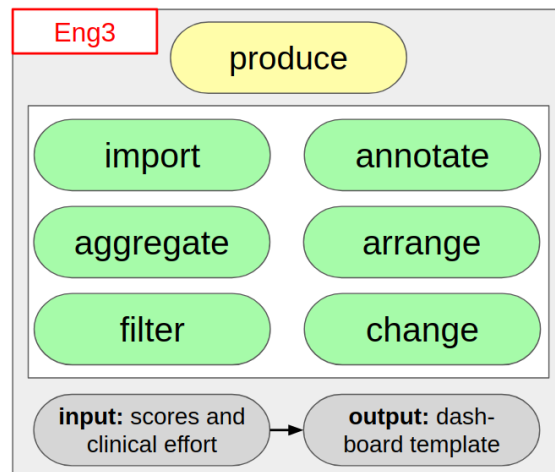 Eng3
produce
import
annotate
aggregate
arrange
filter
change
input: scores and
clinical effort
output: dash-
board template